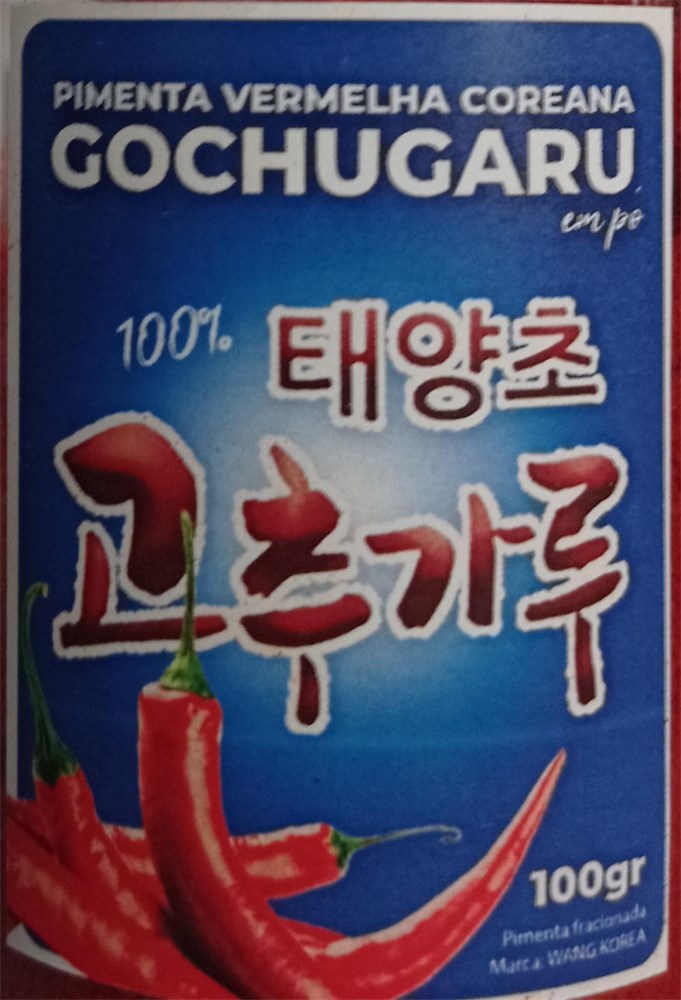 PIMENTA VERMELHA COREANA
GOCHUGARU
em pó
100% 태양초
고추가루
100gr
Pimenta fracionada
Marca: WANG KOREA